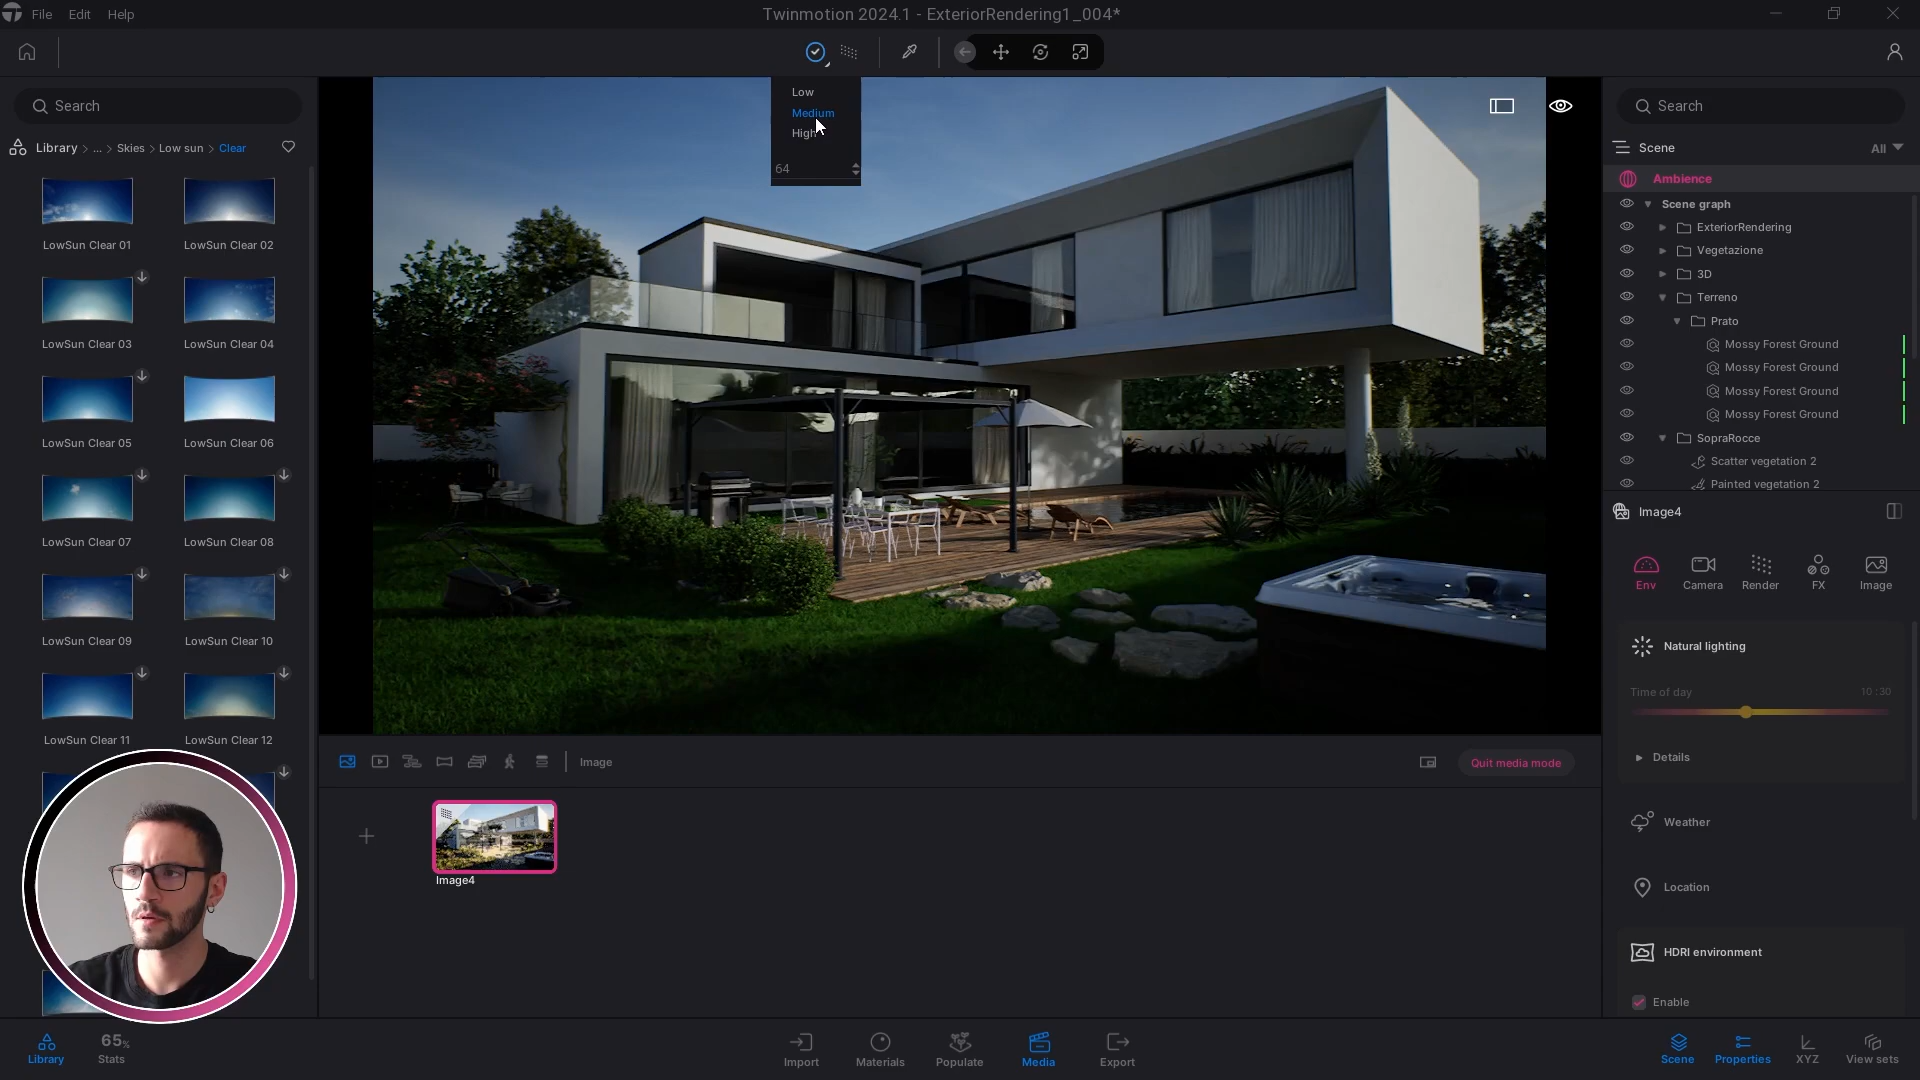 File Edit Help
Twinmotion 2024.1 - ExteriorRendering1_004*
Search
Library > ... > Skies > Low sun > Clear
LowSun Clear 01
LowSun Clear 02
LowSun Clear 03
LowSun Clear 04
LowSun Clear 05
LowSun Clear 06
LowSun Clear 07
LowSun Clear 08
LowSun Clear 09
LowSun Clear 10
LowSun Clear 11
LowSun Clear 12
Low
Medium
High
64
Image
Quit media mode
Image4
Search
Scene
All
Ambience
Scene graph
ExteriorRendering
Vegetazione
3D
Terreno
Prato
Mossy Forest Ground
Mossy Forest Ground
Mossy Forest Ground
Mossy Forest Ground
SopraRocce
Scatter vegetation 2
Painted vegetation 2
Image4
Env
Camera
Render
FX
Image
Natural lighting
Time of day 10:30
Details
Weather
Location
HDRI environment
Enable
Library
65%
Stats
Import
Materials
Populate
Media
Export
Scene
Properties
XYZ
View sets